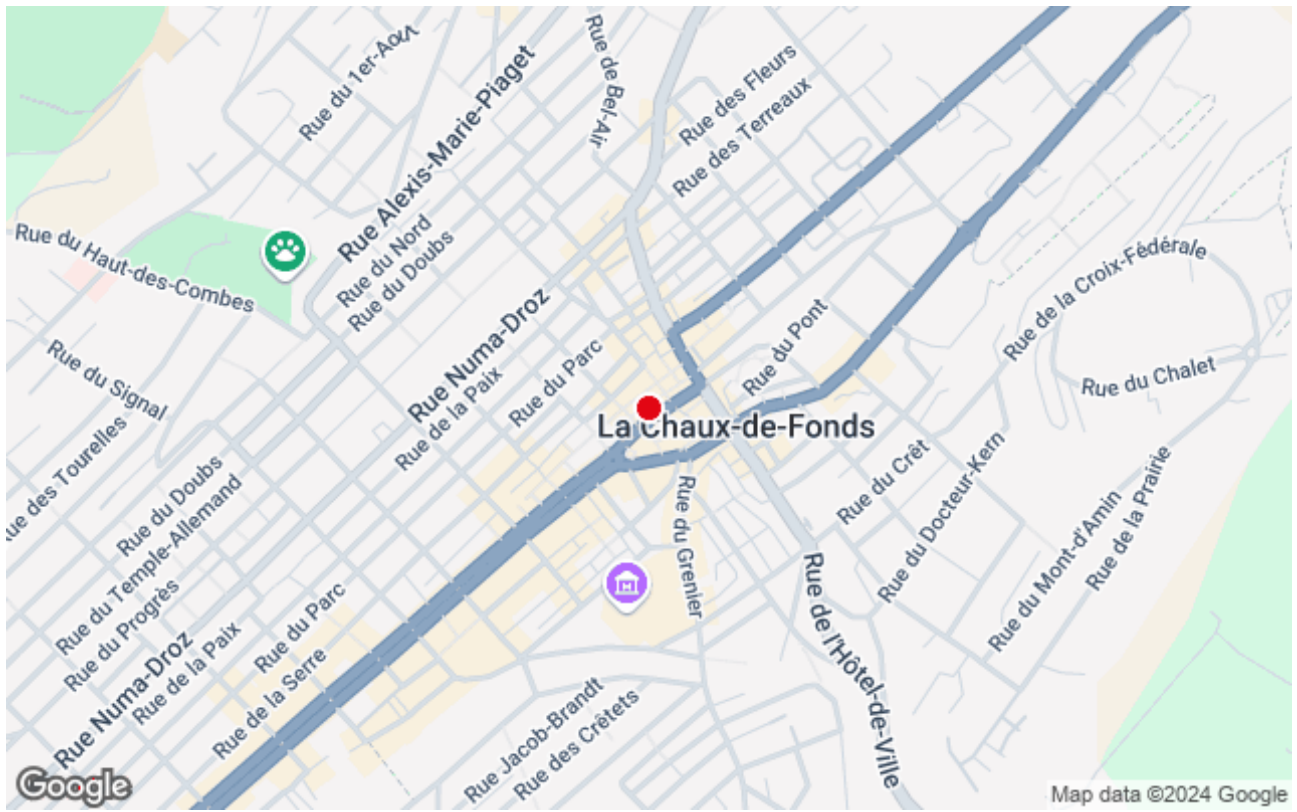 Rue du 1er-Août
Rue Alexis-Marie-Piaget
Rue de Bel-Air
Rue des Fleurs
Rue des Terreaux
Rue du Haut-des-Combes
Rue du Nord
Rue du Doubs
Rue de la Croix-Fédérale
Rue Numa-Droz
Rue du Parc
Rue du Pont
Rue du Signal
Rue de la Paix
Rue du Chalet
La Chaux-de-Fonds
Rue des Tourelles
Rue du Doubs
Rue du Temple-Allemand
Rue du Progrès
Rue du Crêt
Rue du Docteur-Kern
Rue du Mont-d'Amin
Rue de la Prairie
Rue du Grenier
Rue du Parc
Rue de la Paix
Rue Numa-Droz
Rue de la Serre
Rue de l'Hôtel-de-Ville
Rue Jacob-Brandt
Rue des Crêtets
Google
Map data ©2024 Google